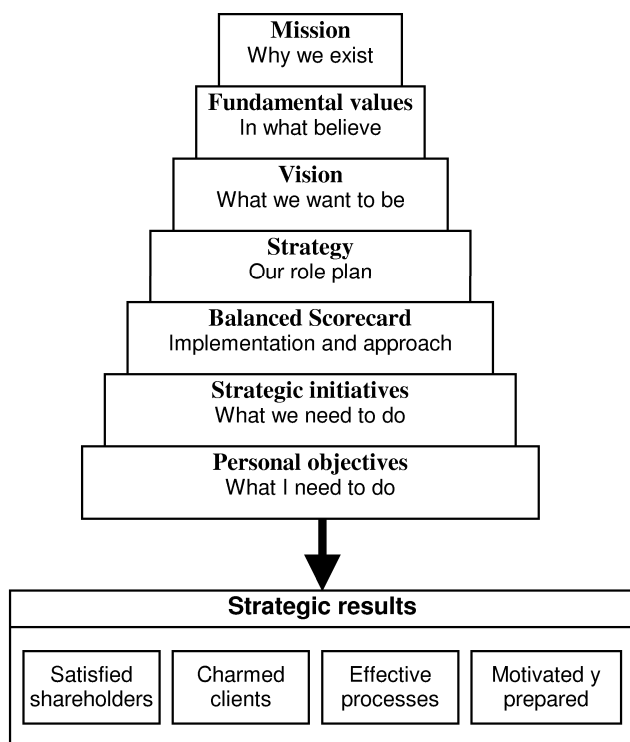 Mission
Why we exist
Fundamental values
In what believe
Vision
What we want to be
Strategy
Our role plan
Balanced Scorecard
Implementation and approach
Strategic initiatives
What we need to do
Personal objectives
What I need to do
Strategic results
Satisfied
shareholders
Charmed
clients
Effective
processes
Motivated y
prepared